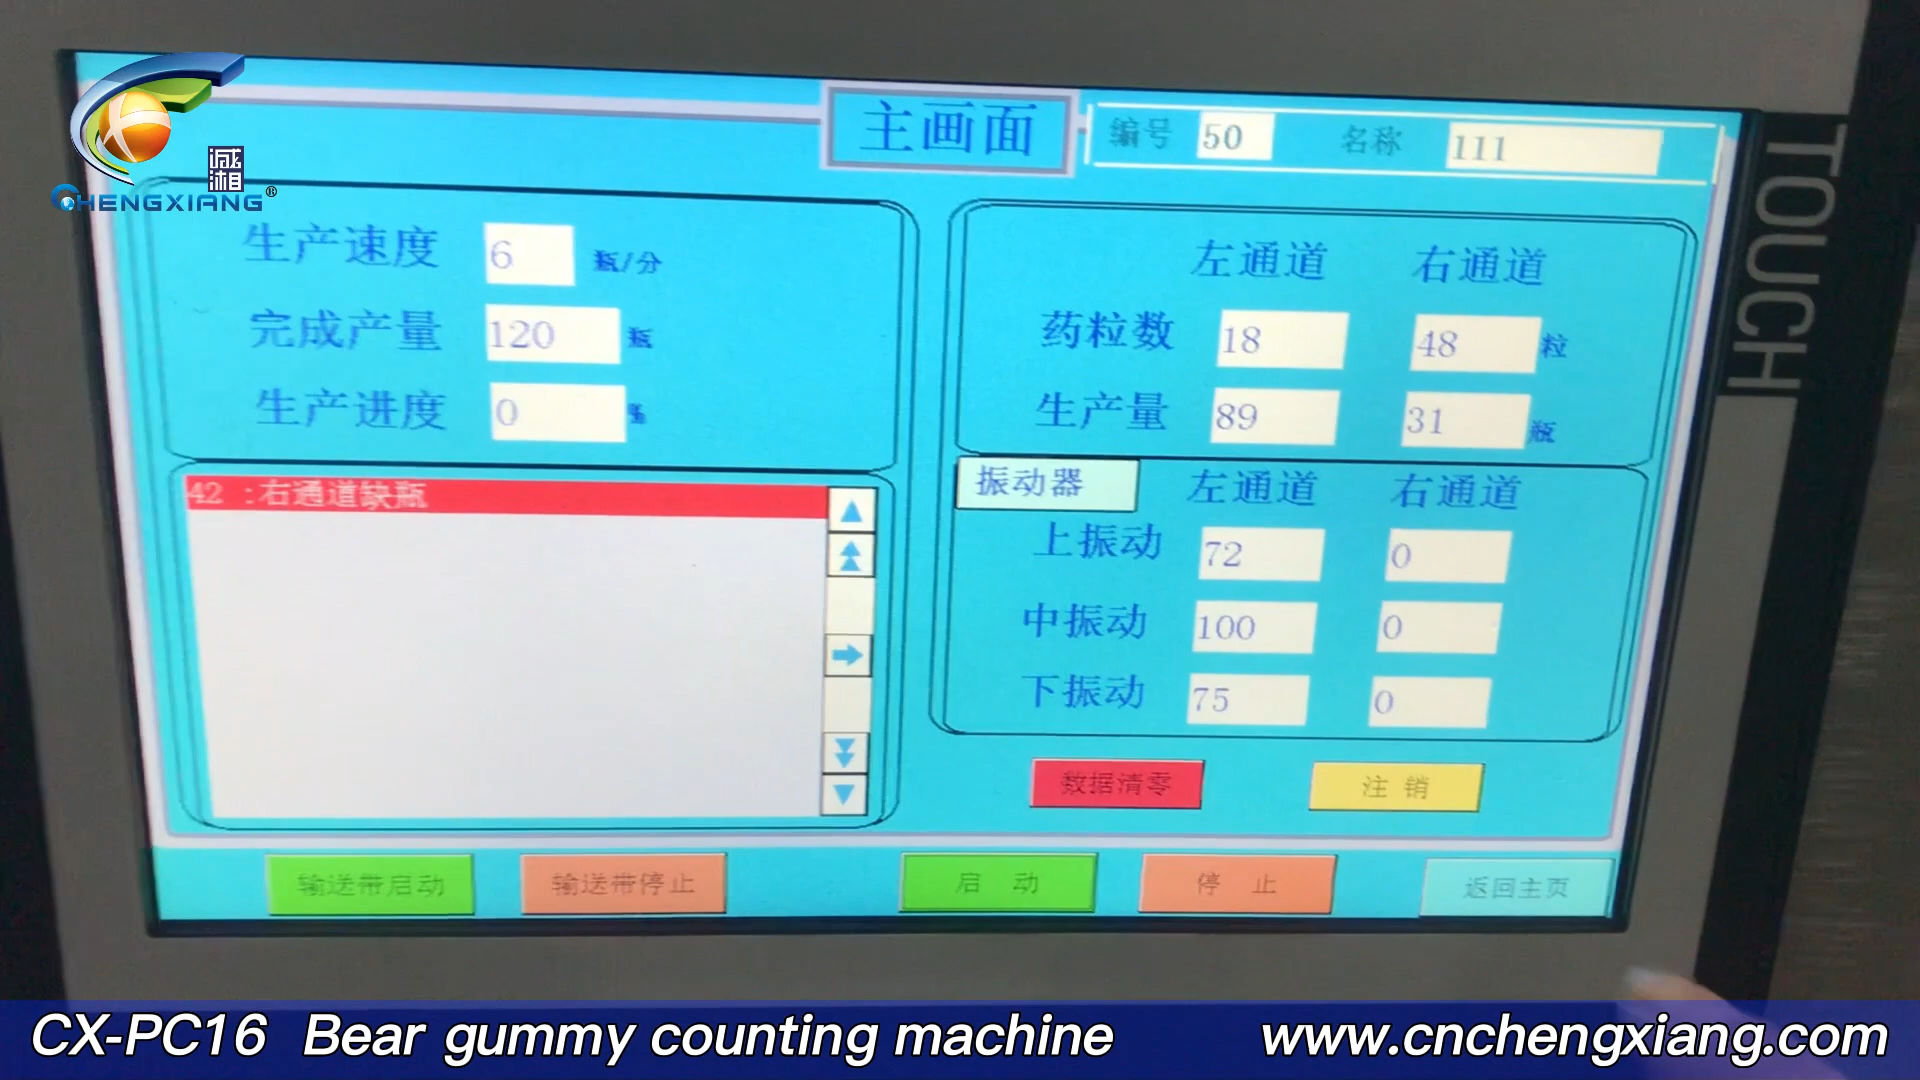 诚湘
CHENGXIANG®
主画面
编号 50 名称 111
生产速度 6 瓶/分
完成产量 120 瓶
生产进度 0 %
左通道 右通道
药粒数 18 48 粒
生产量 89 31 瓶
42 :右通道缺瓶
振动器 左通道 右通道
上振动 72 0
中振动 100 0
下振动 75 0
数据清零 注销
输送带启动 输送带停止 启动 停止 返回主页
TOUCH
CX-PC16 Bear gummy counting machine www.cnchengxiang.com